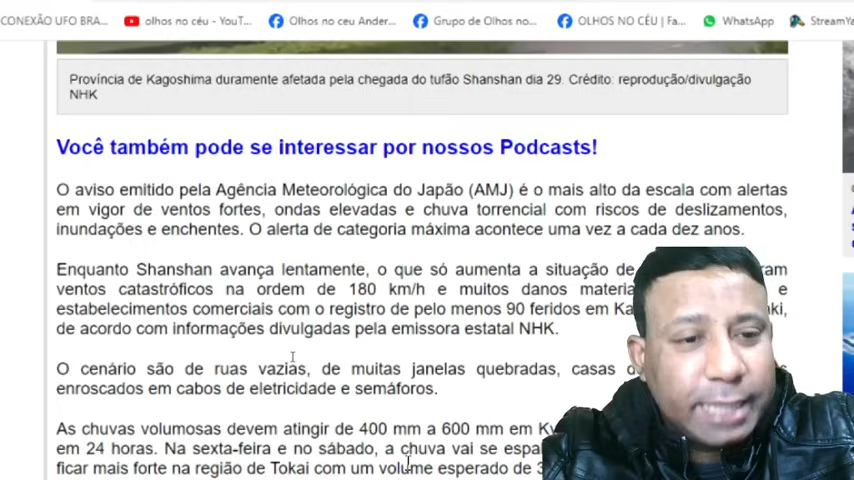 CONEXÃO UFO BRA...
olhos no céu - YouT...
Olhos no ceu Ander...
Grupo de Olhos no...
OLHOS NO CÉU | Fa...
WhatsApp
StreamYa
Província de Kagoshima duramente afetada pela chegada do tufão Shanshan dia 29. Crédito: reprodução/divulgação
NHK
Você também pode se interessar por nossos Podcasts!
O aviso emitido pela Agência Meteorológica do Japão (AMJ) é o mais alto da escala com alertas
em vigor de ventos fortes, ondas elevadas e chuva torrencial com riscos de deslizamentos,
inundações e enchentes. O alerta de categoria máxima acontece uma vez a cada dez anos.
Enquanto Shanshan avança lentamente, o que só aumenta a situação de
ventos catastróficos na ordem de 180 km/h e muitos danos e
estabelecimentos comerciais com o registro de pelo menos 90 feridos em
de acordo com informações divulgadas pela emissora estatal NHK.
O cenário são de ruas vazias, de muitas janelas quebradas, casas
enroscados em cabos de eletricidade e semáforos.
As chuvas volumosas devem atingir de 400 mm a 600 mm em
em 24 horas. Na sexta-feira e no sábado, a chuva vai se
ficar mais forte na região de Tokai com um volume esperado de